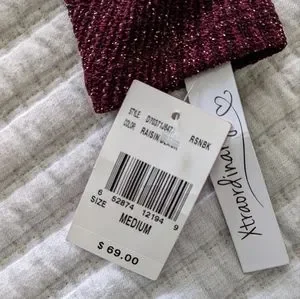 STYLE
COLOR RAISIN RSNBK
6 52874 12194 9
SIZE MEDIUM
$ 69.00
Xtraordinary